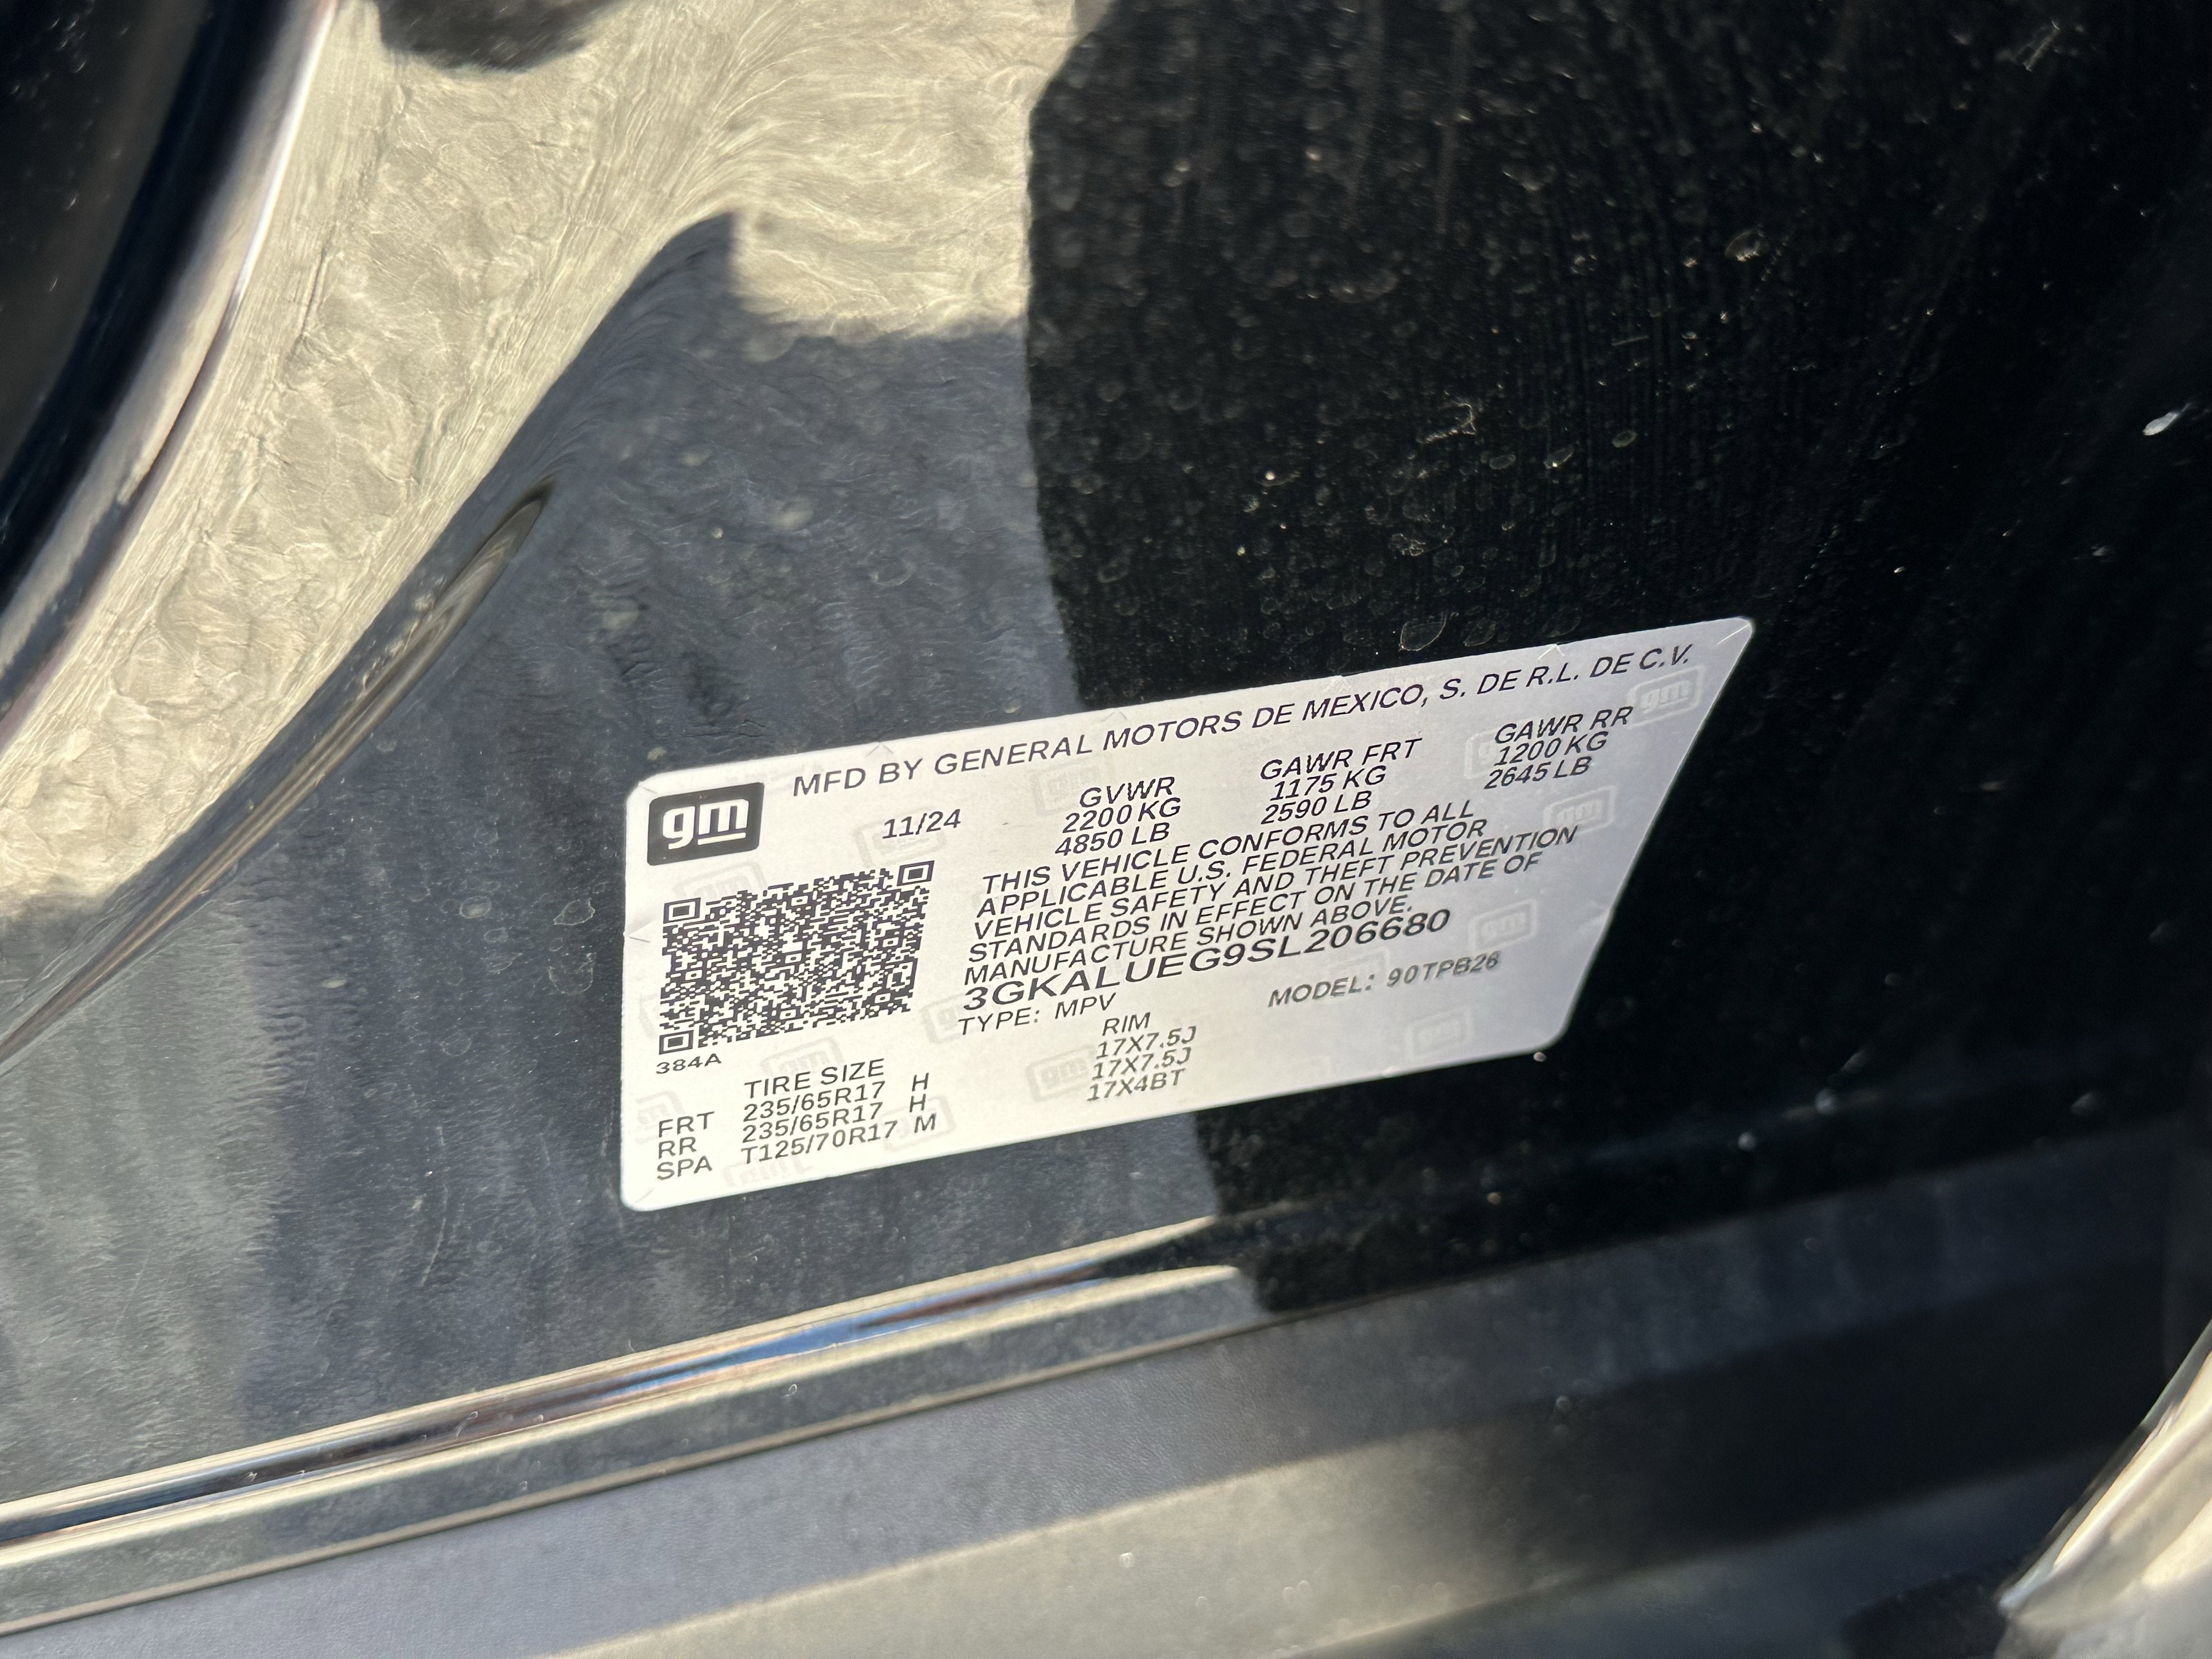 gm
MFD BY GENERAL MOTORS DE MEXICO, S. DE R.L. DE C.V.
11/24 GVWR GAWR FRT GAWR RR
2200 KG 1175 KG 1200 KG
4850 LB 2590 LB 2645 LB
THIS VEHICLE CONFORMS TO ALL
APPLICABLE U.S. FEDERAL MOTOR
VEHICLE SAFETY AND THEFT PREVENTION
STANDARDS IN EFFECT ON THE DATE OF
MANUFACTURE SHOWN ABOVE.
3GKALUEG9SL206680
TYPE: MPV MODEL: 90TPB26
384A
TIRE SIZE RIM
FRT 235/65R17 H 17X7.5J
RR 235/65R17 H 17X7.5J
SPA T125/70R17 M 17X4BT